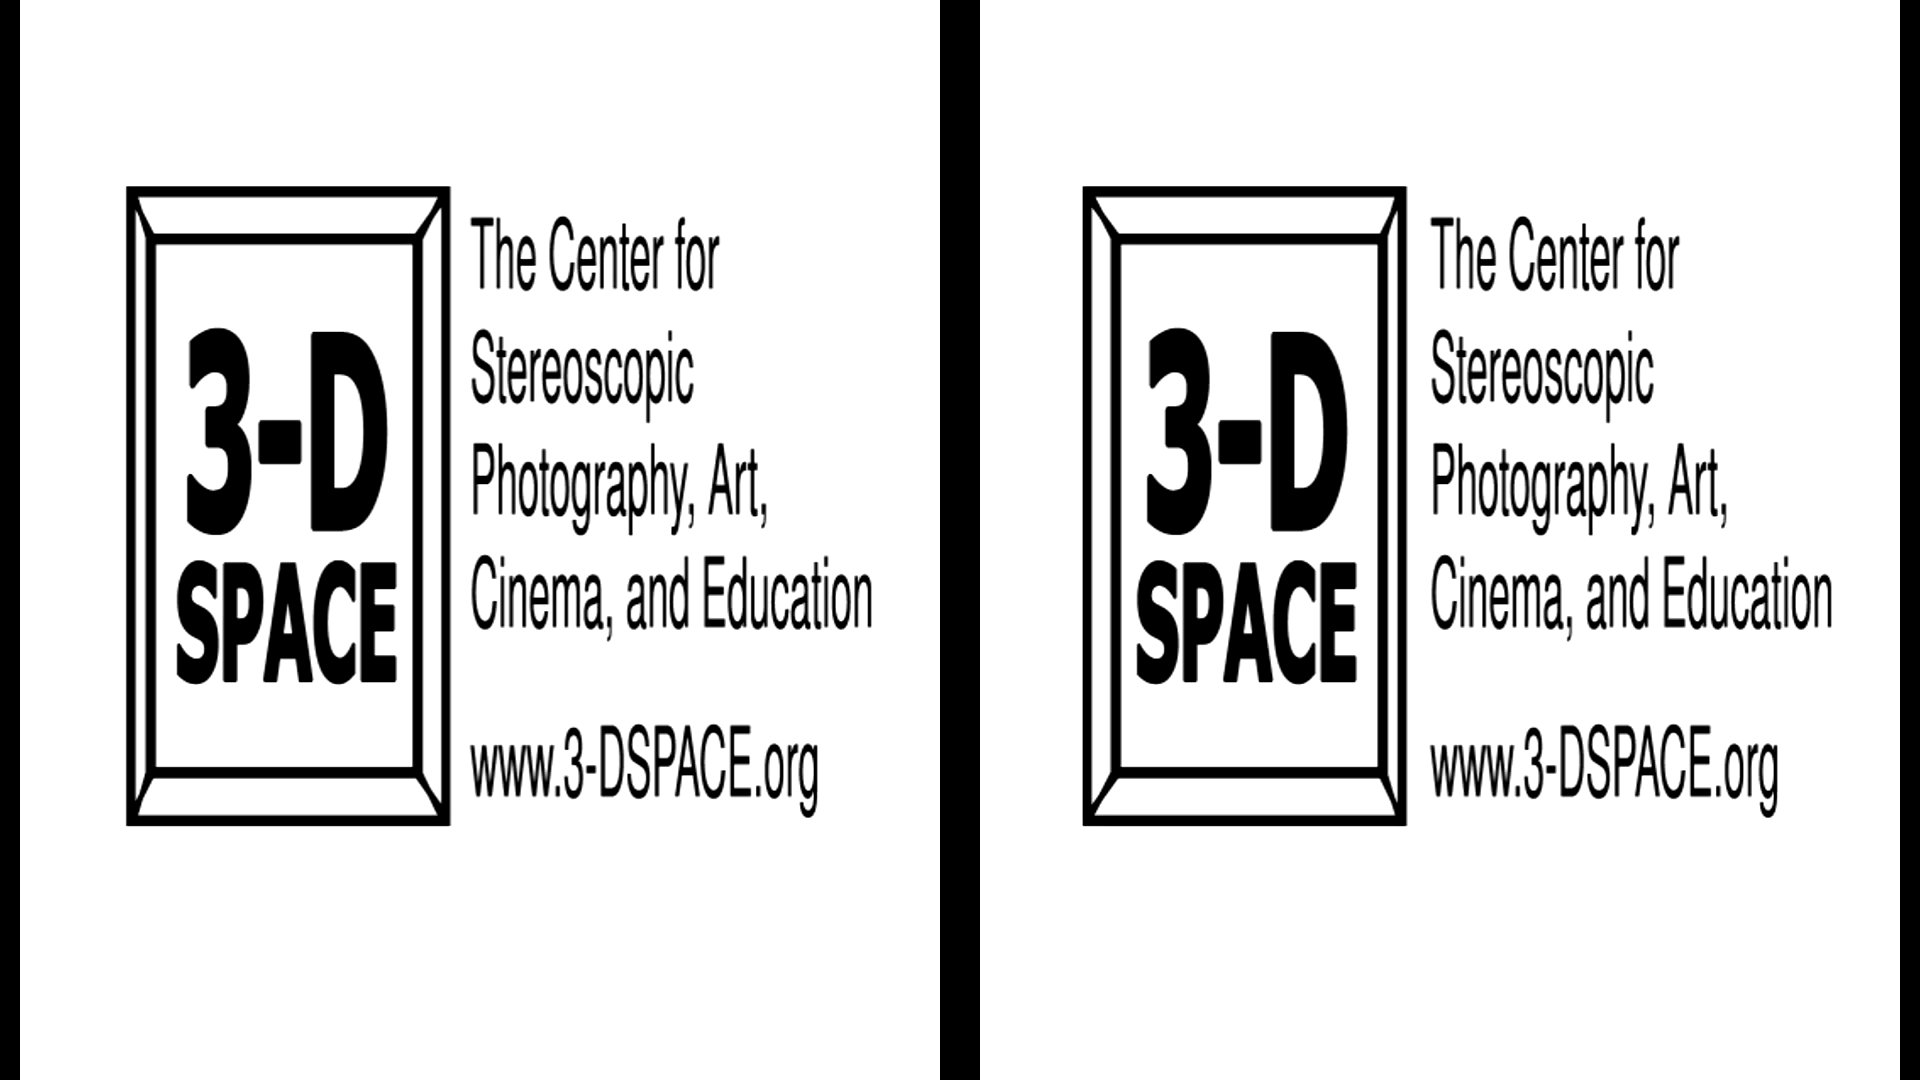 3-D
SPACE
The Center for
Stereoscopic
Photography, Art,
Cinema, and Education
www.3-DSPACE.org
3-D
SPACE
The Center for
Stereoscopic
Photography, Art,
Cinema, and Education
www.3-DSPACE.org